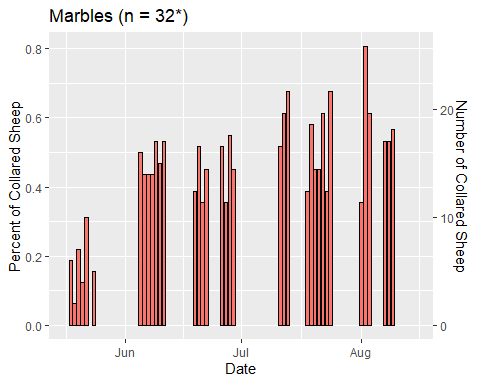 Marbles (n = 32*)
Percent of Collared Sheep
0.8
0.6
0.4
0.2
0.0
20
10
0
Number of Collared Sheep
Jun
Jul
Aug
Date